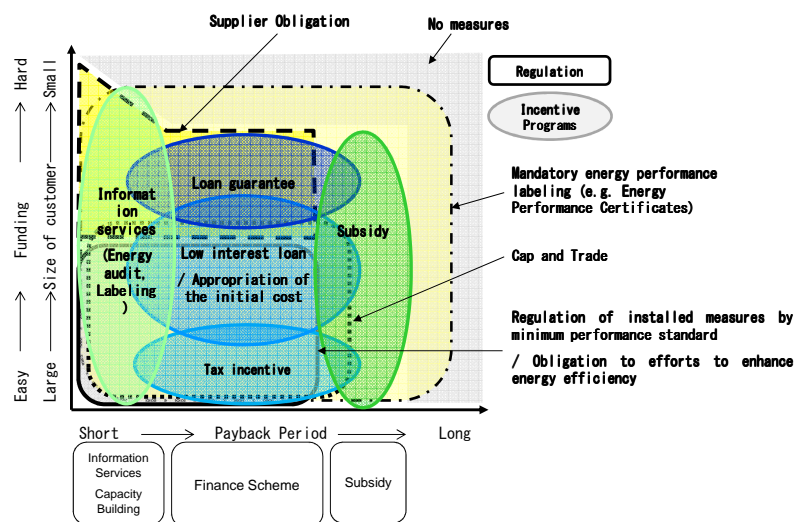 Supplier Obligation
No measures
Regulation
Incentive
Programs
Hard
Small
Funding
Size of customer
Easy
Large
Loan guarantee
Informat
ion
services
(Energy
audit,
Labeling
)
Subsidy
Low interest loan
/ Appropriation of
the initial cost
Tax incentive
Mandatory energy performance
labeling (e.g. Energy
Performance Certificates)
Cap and Trade
Regulation of installed measures by
minimum performance standard
/ Obligation to efforts to enhance
energy efficiency
Short
Payback Period
Long
Information
Services
Capacity
Building
Finance Scheme
Subsidy